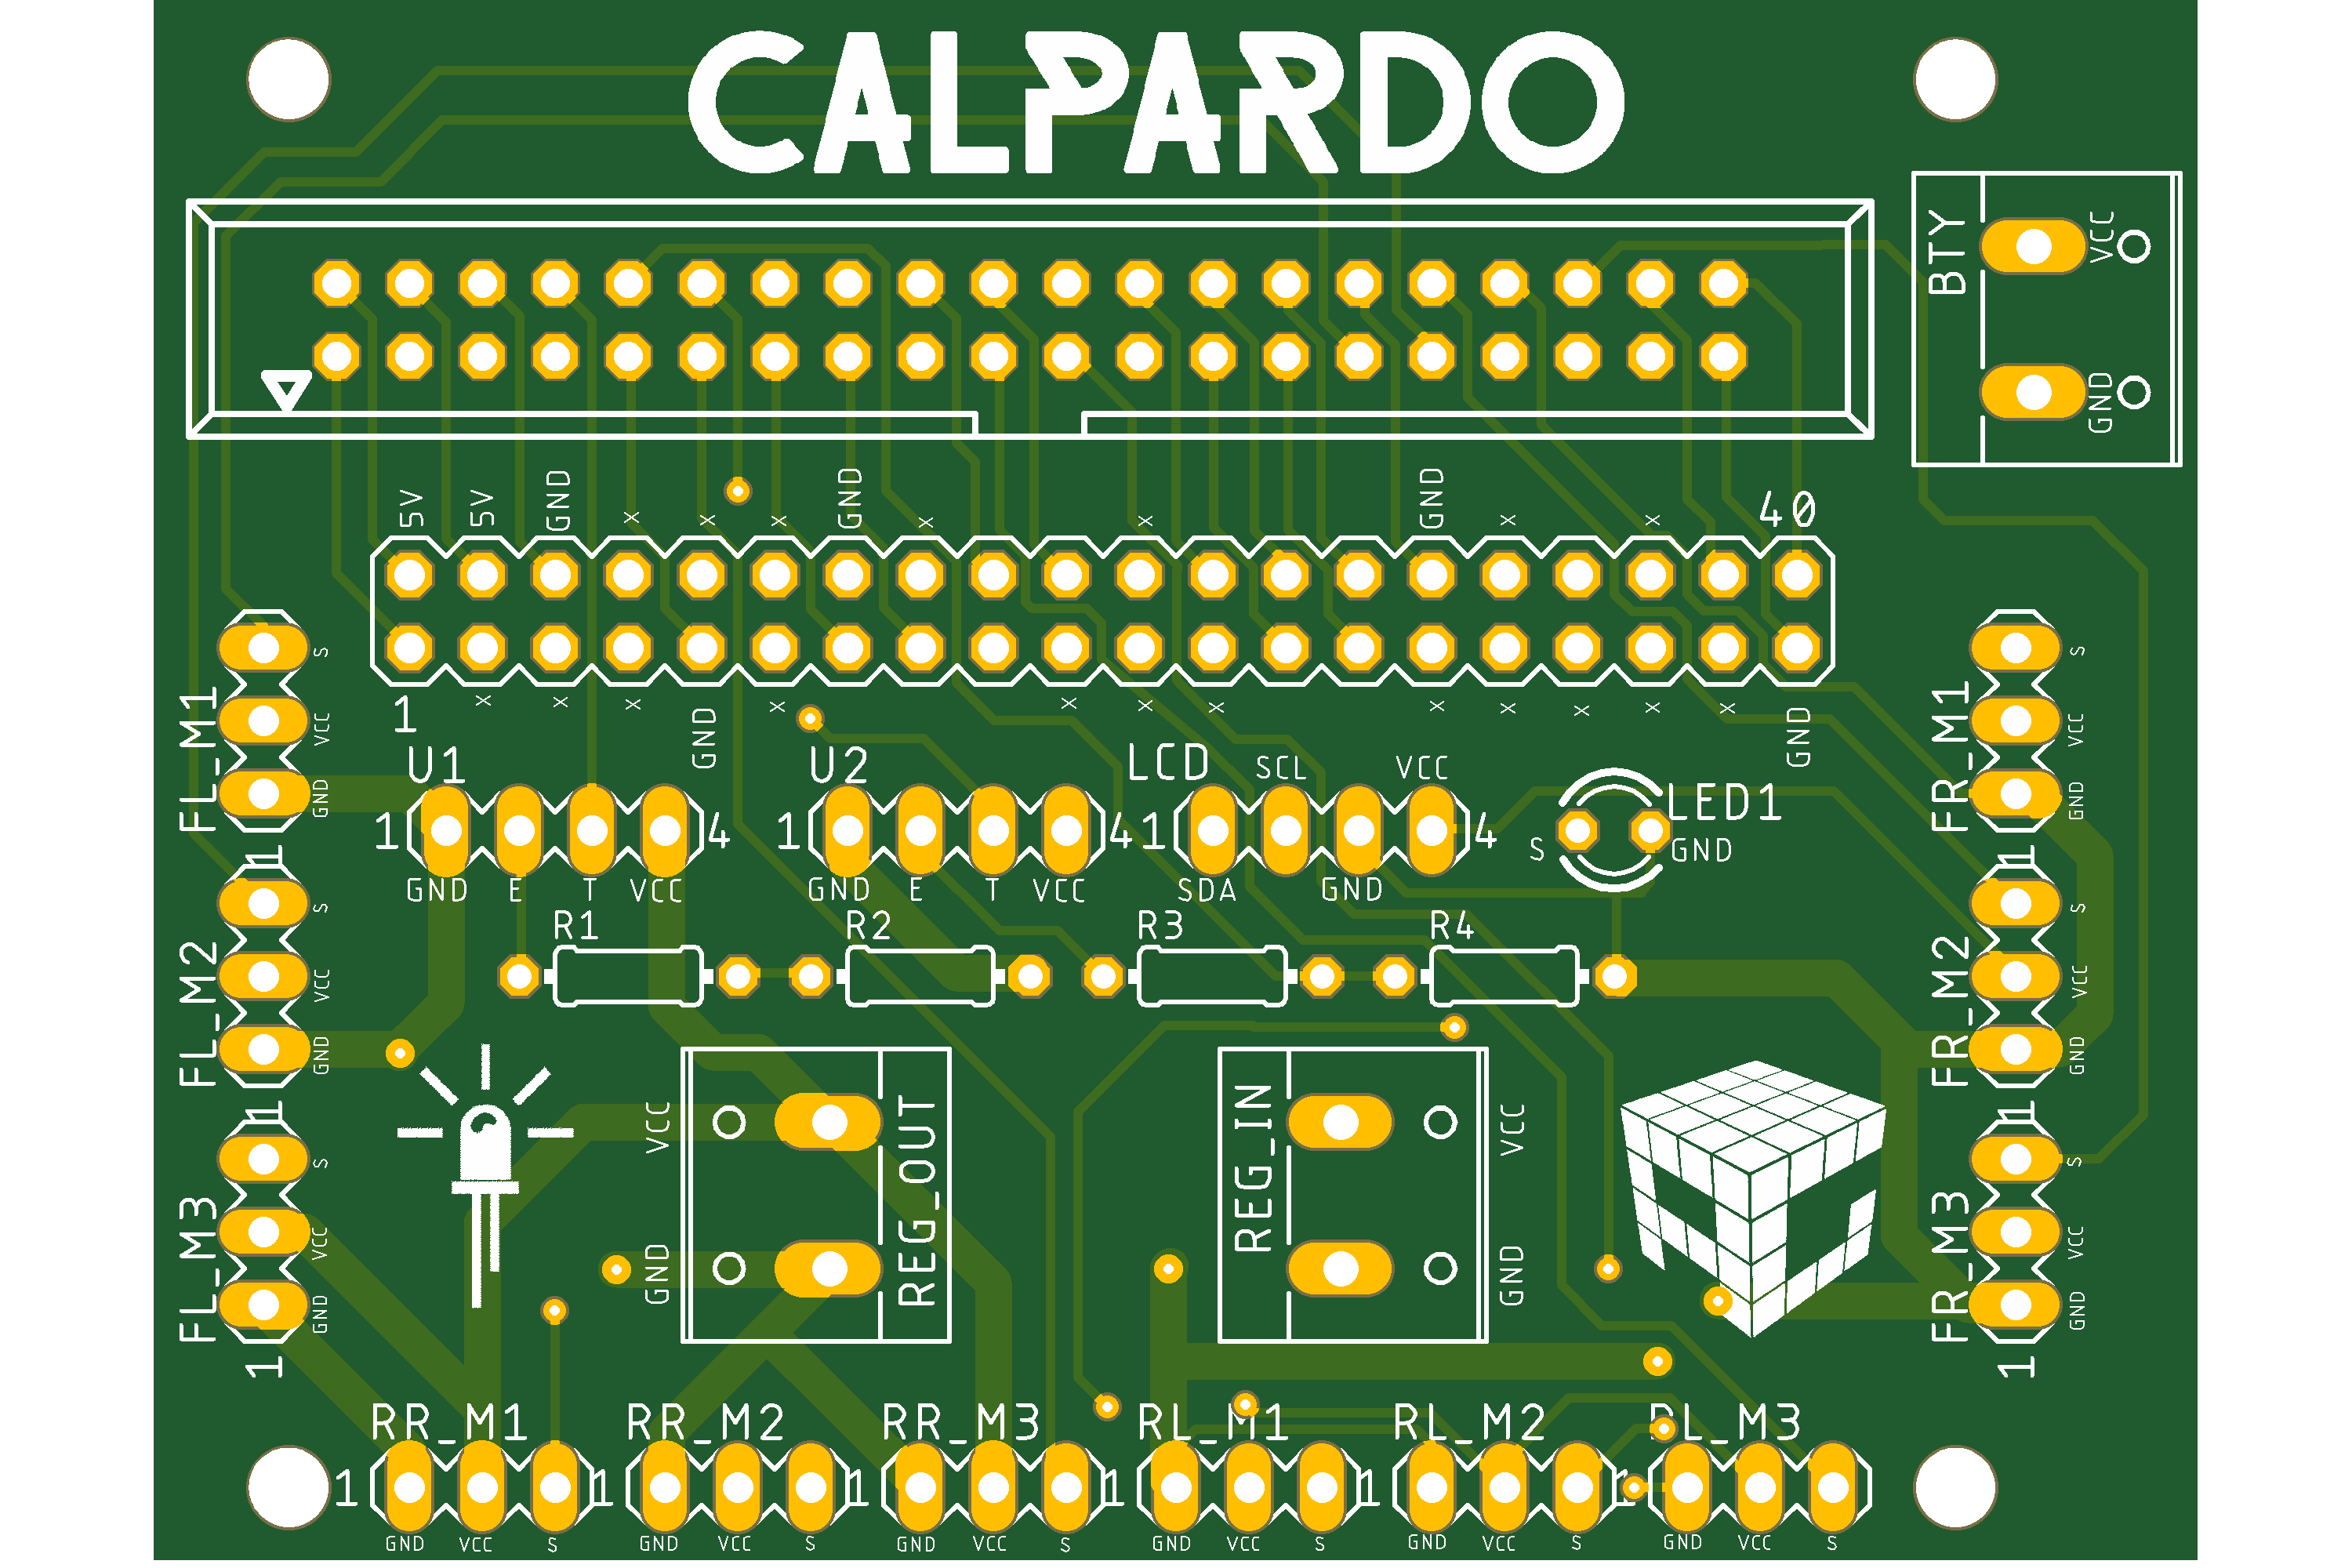 CALPARDO
BTY
VCC
GND
5V 5V GND x x x GND x x GND x x 40
1 x x x GND x x x x x x x x x GND
FL_M1
S
VCC
GND
1
FR_M1
S
VCC
GND
1
U1
1 4
GND E T VCC
U2
1 4
GND E T VCC
LCD SCL VCC
1 4
SDA GND
LED1
S GND
R1 R2 R3 R4
FL_M2
S
VCC
GND
1
FR_M2
S
VCC
GND
1
REG_OUT
VCC
GND
REG_IN
VCC
GND
FL_M3
S
VCC
GND
1
FR_M3
S
VCC
GND
1
RR_M1 RR_M2 RR_M3 RL_M1 RL_M2 RL_M3
1 1 1 1 1 1
GND VCC S GND VCC S GND VCC S GND VCC S GND VCC S GND VCC S